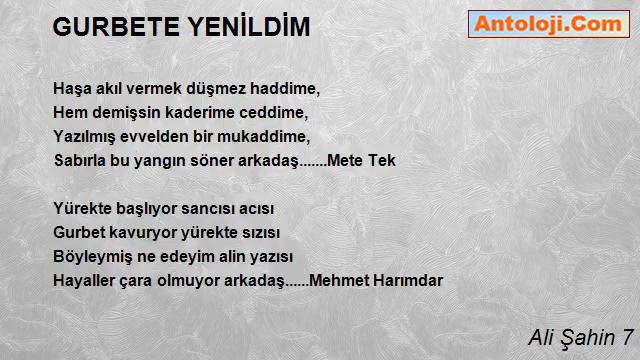 GURBETE YENİLDİM
Antoloji.Com
Haşa akıl vermek düşmez haddime,
Hem demişsin kaderime ceddime,
Yazılmış evvelden bir mukaddime,
Sabırla bu yangın söner arkadaş.......Mete Tek
Yürekte başlıyor sancısı acısı
Gurbet kavuryor yürekte sızısı
Böyleymiş ne edeyim alin yazısı
Hayaller çara olmuyor arkadaş......Mehmet Harımdar
Ali Şahin 7